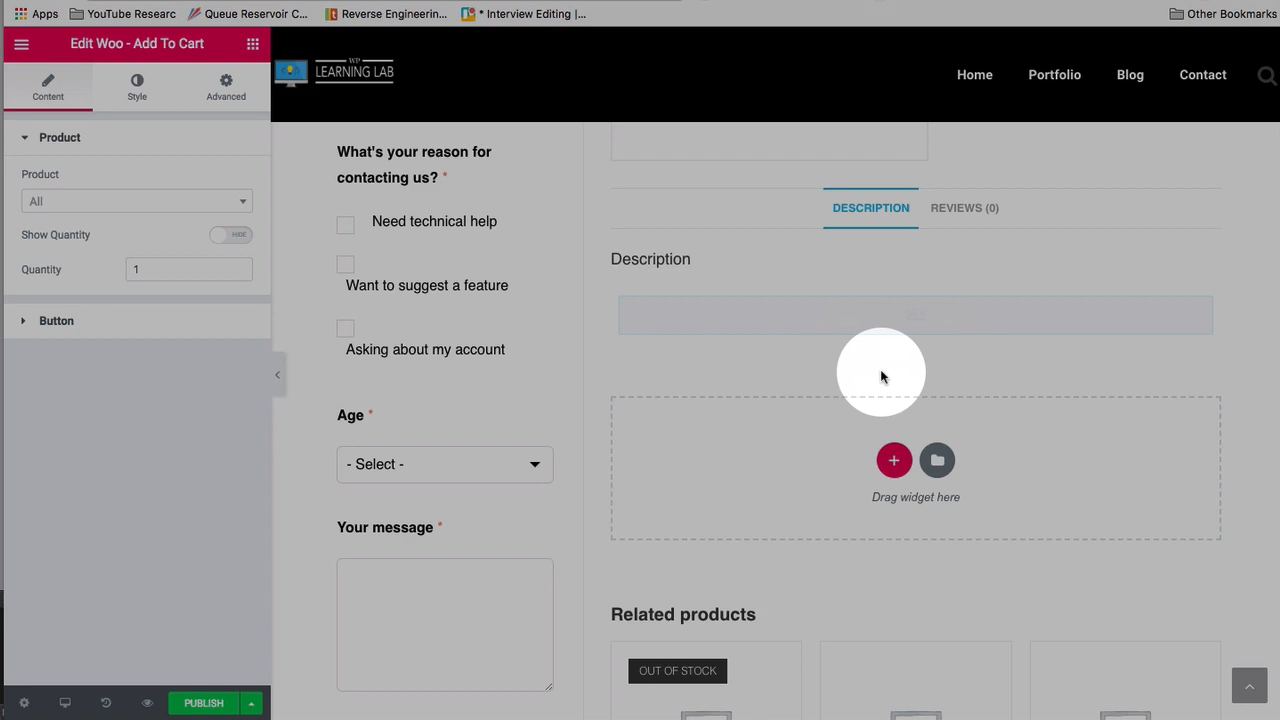 Apps
YouTube Researc
Queue Reservoir C...
Reverse Engineerin...
* Interview Editing |...
Other Bookmarks
Edit Woo - Add To Cart
WP
LEARNING LAB
Home
Portfolio
Blog
Contact
Content
Style
Advanced
Product
Product
All
Show Quantity
HIDE
Quantity
1
Button
What's your reason for
contacting us? *
Need technical help
Want to suggest a feature
Asking about my account
Age *
- Select -
Your message *
DESCRIPTION
REVIEWS (0)
Description
Drag widget here
Related products
OUT OF STOCK
PUBLISH